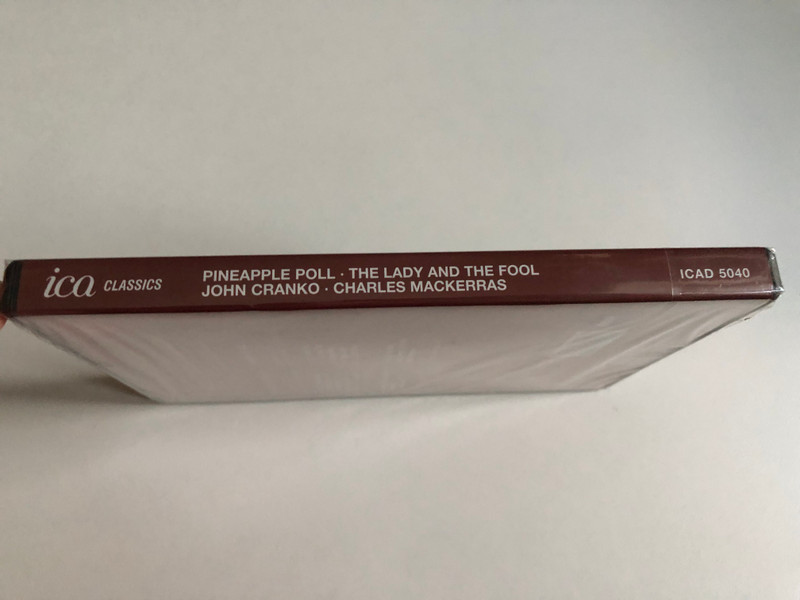 ica CLASSICS
PINEAPPLE POLL · THE LADY AND THE FOOL
JOHN CRANKO · CHARLES MACKERRAS
ICAD 5040